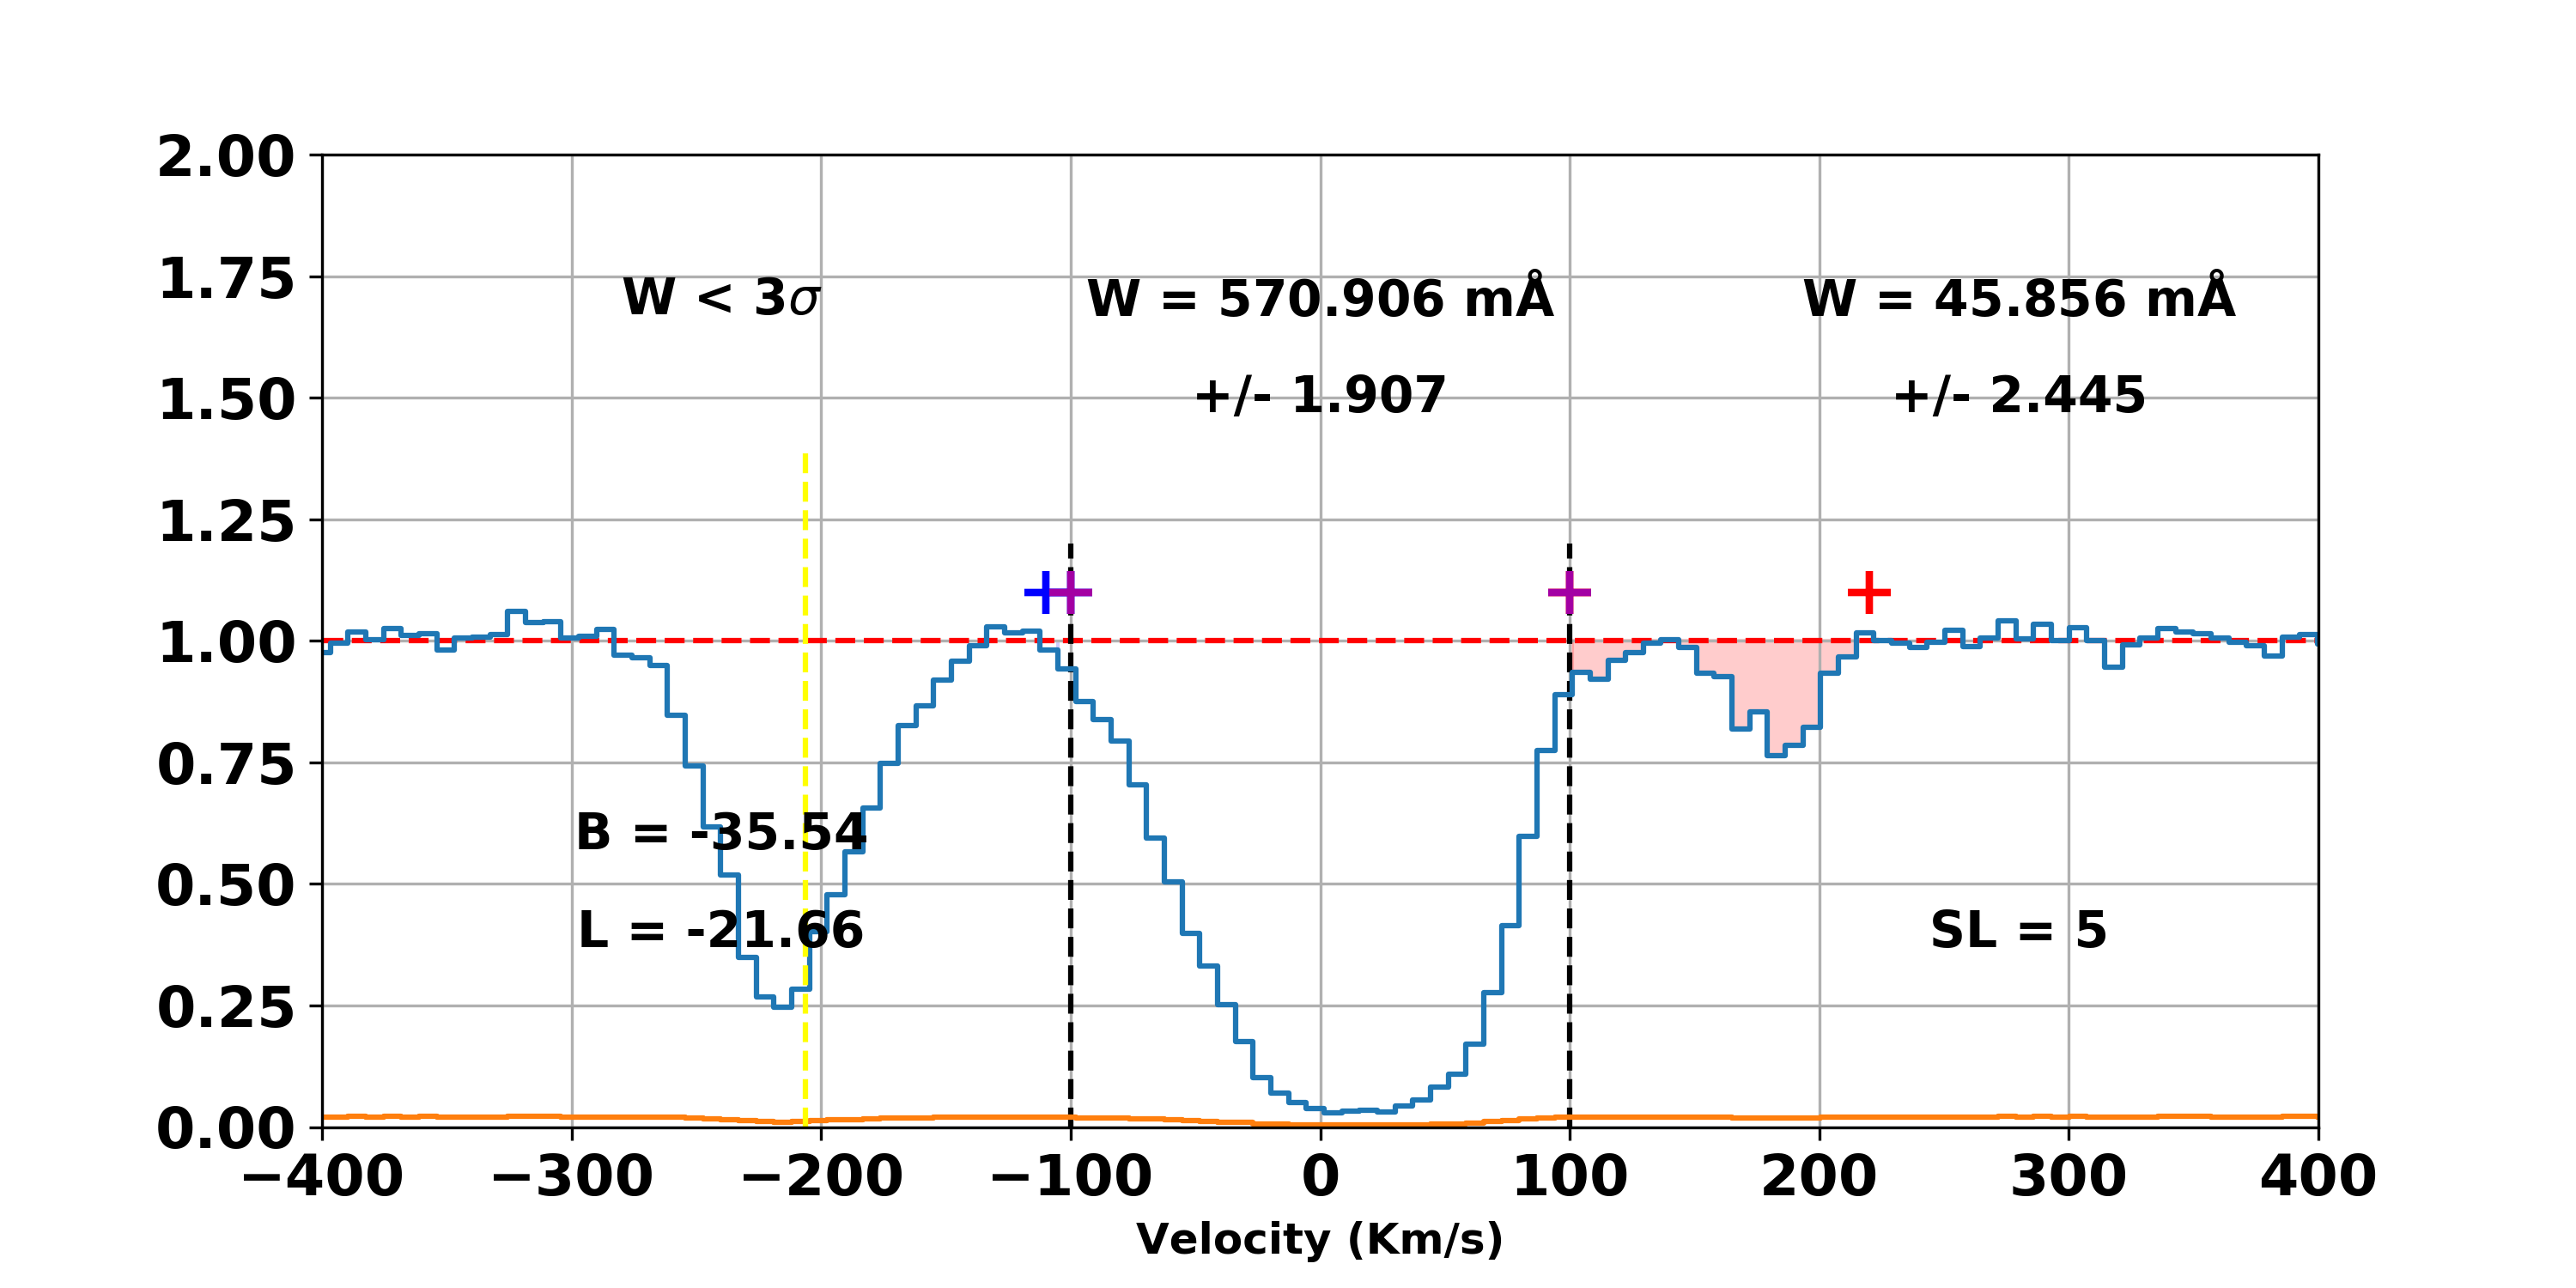 2.00
1.75
1.50
1.25
1.00
0.75
0.50
0.25
0.00
W < 3σ
W = 570.906 mÅ
+/- 1.907
W = 45.856 mÅ
+/- 2.445
B = -35.54
L = -21.66
SL = 5
−400 −300 −200 −100 0 100 200 300 400
Velocity (Km/s)